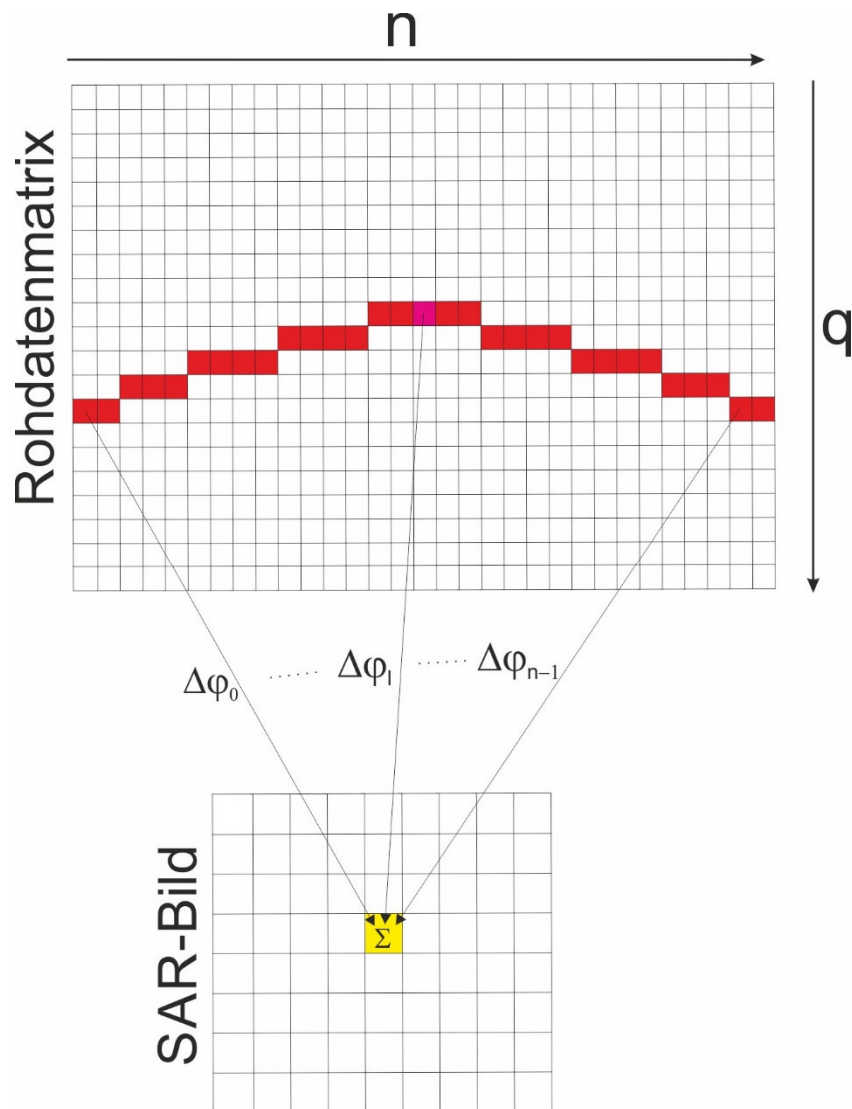 n
Rohdatenmatrix
q
Δφ₀ ...... Δφₗ ...... Δφₙ₋₁
SAR-Bild
Σ